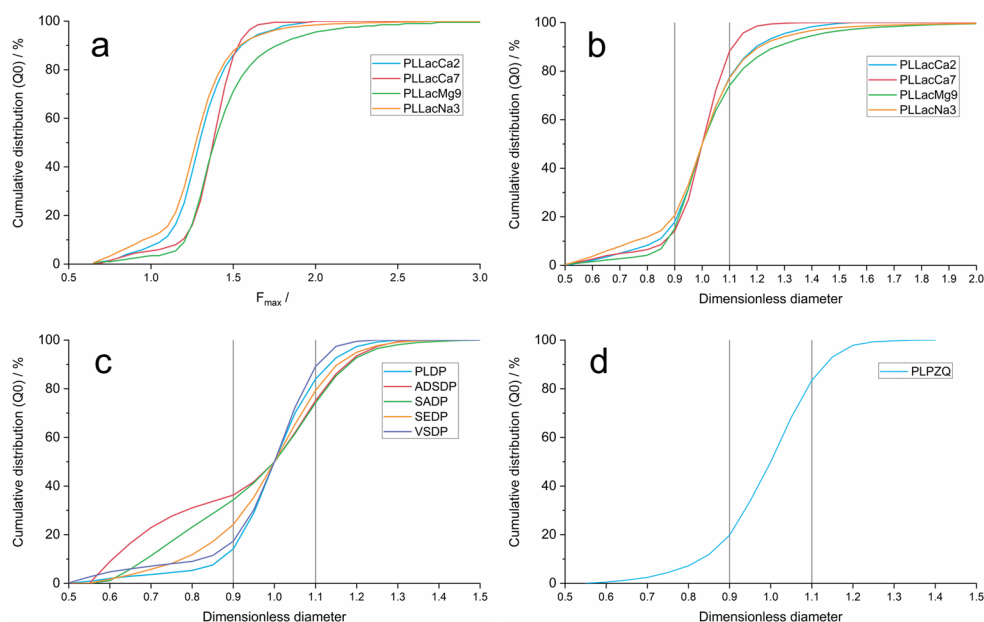 a
Cumulative distribution (Q0) / %
100
80
60
40
20
0
0.5 1.0 1.5 2.0 2.5 3.0
F max /
PLLacCa2
PLLacCa7
PLLacMg9
PLLacNa3
b
Cumulative distribution (Q0) / %
100
80
60
40
20
0
0.5 0.6 0.7 0.8 0.9 1.0 1.1 1.2 1.3 1.4 1.5 1.6 1.7 1.8 1.9 2.0
Dimensionless diameter
PLLacCa2
PLLacCa7
PLLacMg9
PLLacNa3
c
Cumulative distribution (Q0) / %
100
80
60
40
20
0
0.5 0.6 0.7 0.8 0.9 1.0 1.1 1.2 1.3 1.4 1.5
Dimensionless diameter
PLDP
ADSDP
SADP
SEDP
VSDP
d
Cumulative distribution (Q0) / %
100
80
60
40
20
0
0.5 0.6 0.7 0.8 0.9 1.0 1.1 1.2 1.3 1.4 1.5
Dimensionless diameter
PLPZQ